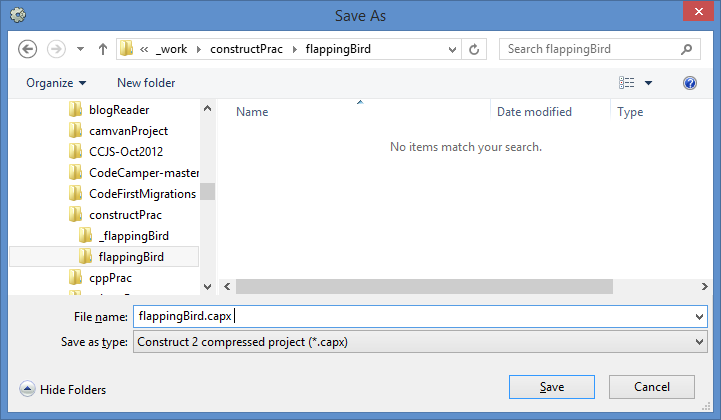 Save As
« _work constructPrac flappingBird
Search flappingBird
Organize New folder
blogReader
camvanProject
CCJS-Oct2012
CodeCamper-master
CodeFirstMigrations
constructPrac
_flappingBird
flappingBird
cppPrac
Name Date modified Type
No items match your search.
File name: flappingBird.capx
Save as type: Construct 2 compressed project (*.capx)
Hide Folders
Save Cancel